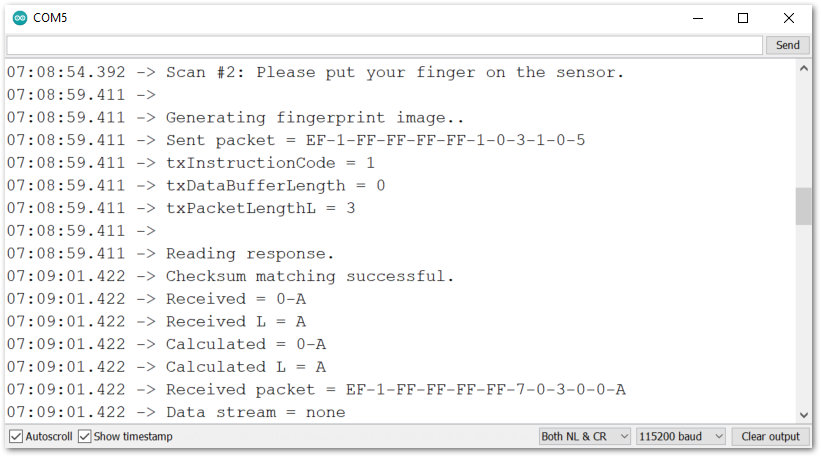 COM5
Send
07:08:54.392 -> Scan #2: Please put your finger on the sensor.
07:08:59.411 ->
07:08:59.411 -> Generating fingerprint image..
07:08:59.411 -> Sent packet = EF-1-FF-FF-FF-FF-1-0-3-1-0-5
07:08:59.411 -> txInstructionCode = 1
07:08:59.411 -> txDataBufferLength = 0
07:08:59.411 -> txPacketLengthL = 3
07:08:59.411 ->
07:08:59.411 -> Reading response.
07:09:01.422 -> Checksum matching successful.
07:09:01.422 -> Received = 0-A
07:09:01.422 -> Received L = A
07:09:01.422 -> Calculated = 0-A
07:09:01.422 -> Calculated L = A
07:09:01.422 -> Received packet = EF-1-FF-FF-FF-FF-7-0-3-0-0-A
07:09:01.422 -> Data stream = none
Autoscroll Show timestamp Both NL & CR 115200 baud Clear output